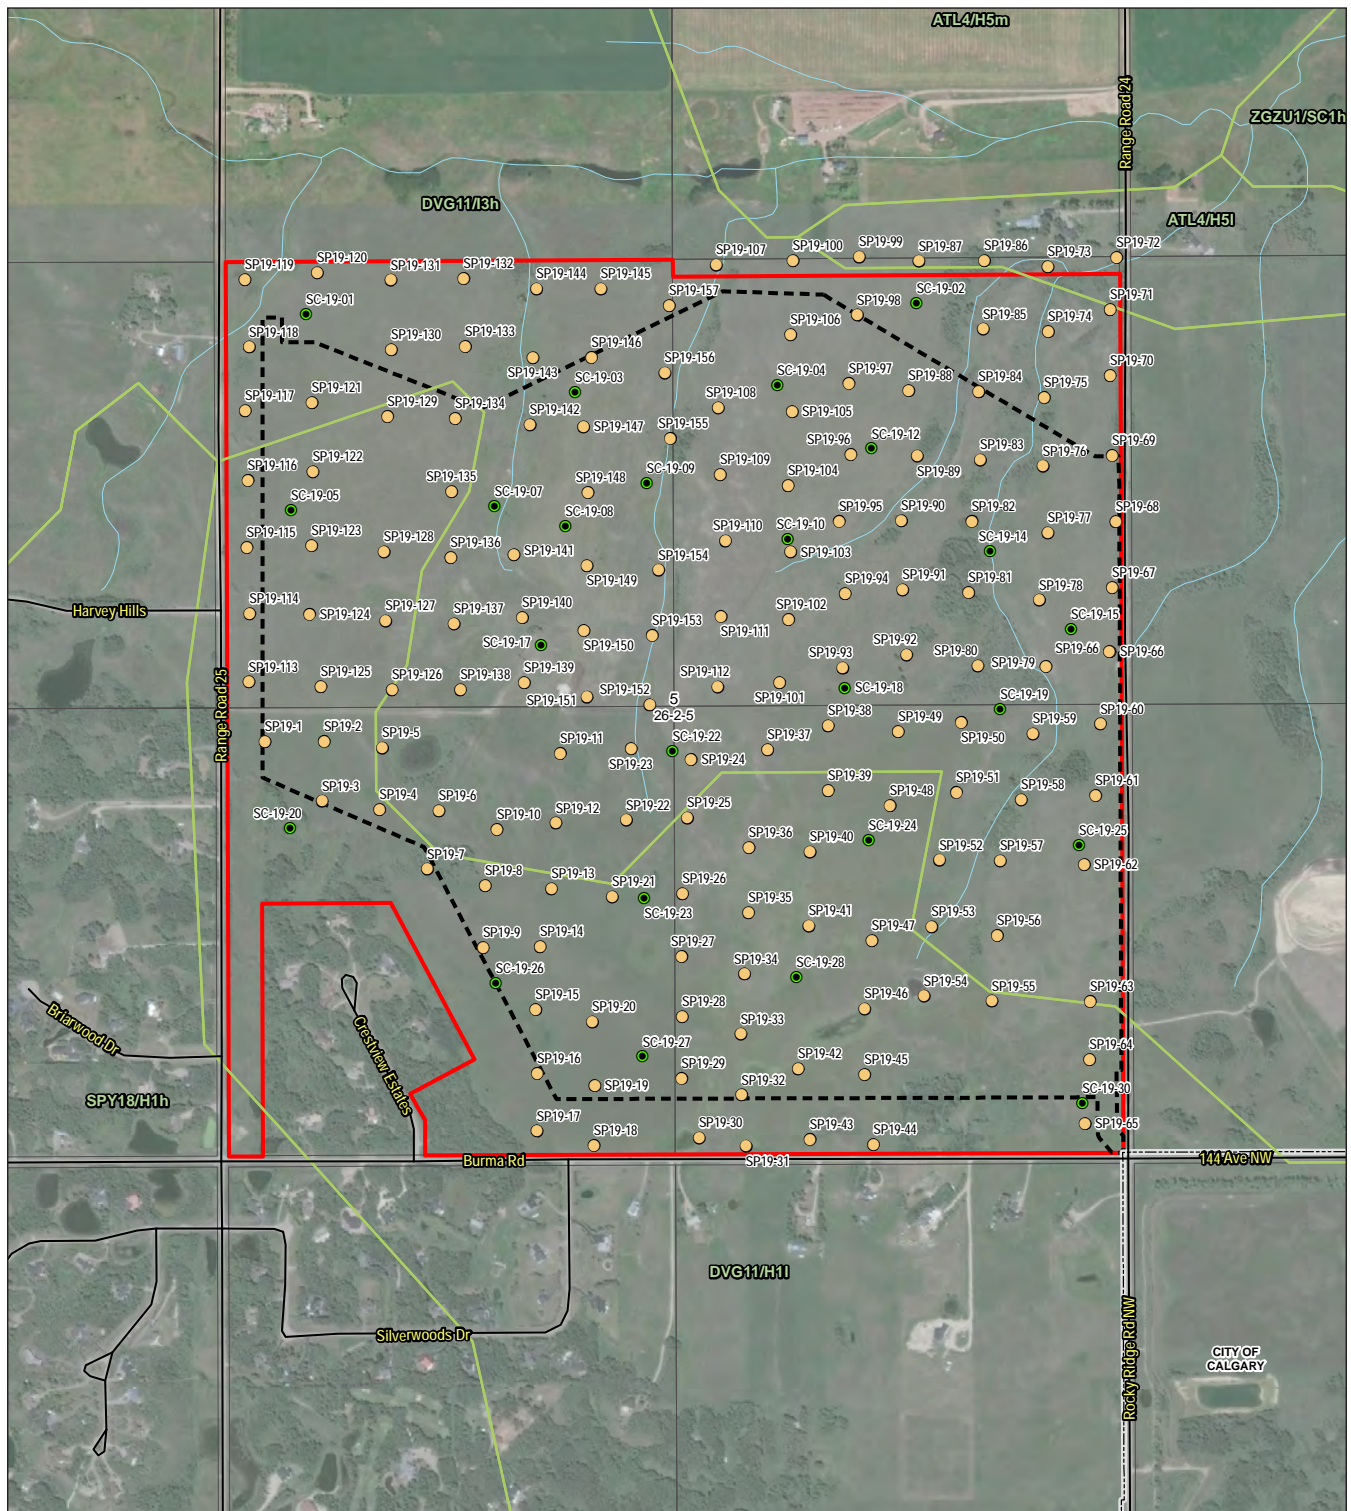 ATL4/H5m
Range Road 24
ZGZU1/SC1h
DVG11/I3h
ATL4/H5l
SP19-107
SP19-100
SP19-99
SP19-87
SP19-86
SP19-73
SP19-72
SP19-119
SP19-120
SP19-131
SP19-132
SP19-144
SP19-145
SP19-157
SC-19-01
SP19-98
SC-19-02
SP19-71
SP19-106
SP19-85
SP19-74
SP19-118
SP19-130
SP19-133
SP19-143
SP19-146
SP19-156
SP19-70
SC-19-03
SC-19-04
SP19-97
SP19-88
SP19-84
SP19-75
SP19-117
SP19-121
SP19-129
SP19-134
SP19-142
SP19-147
SP19-108
SP19-105
SP19-155
SP19-96
SC-19-12
SP19-89
SP19-83
SP19-76
SP19-69
SP19-116
SP19-122
SP19-135
SP19-148
SC-19-09
SP19-109
SP19-104
SC-19-05
SC-19-07
SC-19-08
SP19-95
SP19-90
SP19-82
SP19-68
SP19-115
SP19-123
SP19-128
SP19-136
SP19-141
SP19-149
SP19-154
SP19-110
SC-19-10
SP19-103
SC-19-14
SP19-77
SP19-94
SP19-91
SP19-81
SP19-78
SP19-67
Harvey Hills
SP19-114
SP19-124
SP19-127
SP19-137
SP19-140
SP19-153
SP19-111
SP19-102
SC-19-15
SC-19-17
SP19-150
SP19-93
SP19-92
SP19-80
SP19-79
SP19-66
SP19-66
SP19-113
SP19-125
SP19-126
SP19-138
SP19-139
SP19-151
SP19-152
SP19-112
SP19-101
SC-19-18
SC-19-19
5
26-2-5
Range Road 25
SP19-1
SP19-2
SP19-5
SP19-11
SP19-23
SC-19-22
SP19-24
SP19-37
SP19-38
SP19-49
SP19-50
SP19-59
SP19-60
SP19-3
SP19-4
SP19-6
SP19-10
SP19-12
SP19-22
SP19-25
SP19-39
SP19-48
SP19-51
SP19-58
SP19-61
SC-19-20
SP19-36
SP19-40
SC-19-24
SC-19-25
SP19-7
SP19-8
SP19-13
SP19-21
SC-19-23
SP19-26
SP19-52
SP19-57
SP19-62
SP19-35
SP19-41
SP19-47
SP19-53
SP19-56
SP19-9
SP19-14
SP19-27
SP19-34
SC-19-28
SC-19-26
SP19-15
SP19-20
SP19-28
SP19-33
SP19-46
SP19-54
SP19-55
SP19-63
Briarwood Dr
Crestview Estates
SP19-16
SC-19-27
SP19-19
SP19-29
SP19-32
SP19-42
SP19-45
SP19-64
SPY18/H1h
SC-19-30
SP19-65
SP19-17
SP19-18
SP19-30
SP19-31
SP19-43
SP19-44
Burma Rd
144 Ave NW
DVG11/H1l
Silverwoods Dr
Rocky Ridge Rd NW
CITY OF
CALGARY